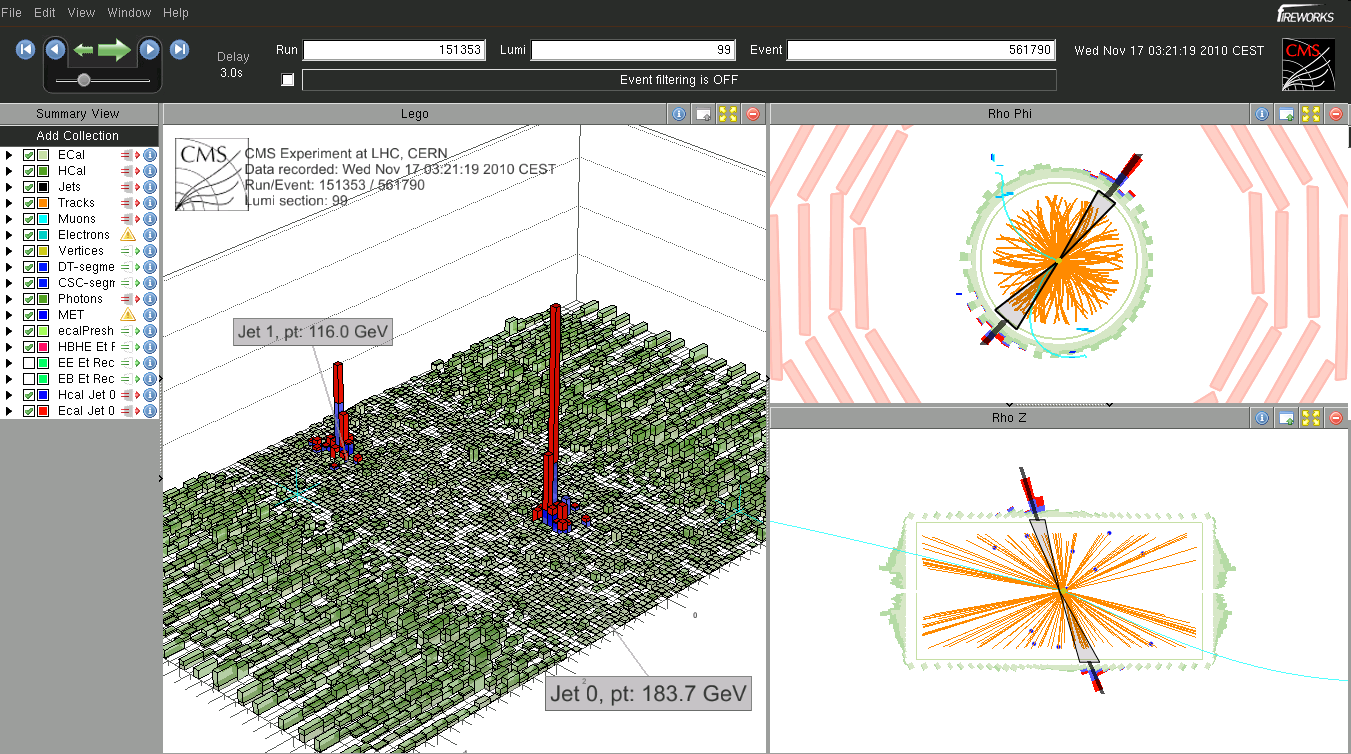 File Edit View Window Help
FIREWORKS
Delay
3.0s
Run 151353 Lumi 99 Event 561790 Wed Nov 17 03:21:19 2010 CEST
CMS
Event filtering is OFF
Summary View
Add Collection
ECal
HCal
Jets
Tracks
Muons
Electrons
Vertices
DT-segme
CSC-segm
Photons
MET
ecalPresh
HBHE Et F
EE Et Rec
EB Et Rec
Hcal Jet 0
Ecal Jet 0
Lego
CMS
CMS Experiment at LHC, CERN
Data recorded: Wed Nov 17 03:21:19 2010 CEST
Run/Event: 151353 / 561790
Lumi section: 99
Jet 1, pt: 116.0 GeV
0
2
Jet 0, pt: 183.7 GeV
Rho Phi
Rho Z